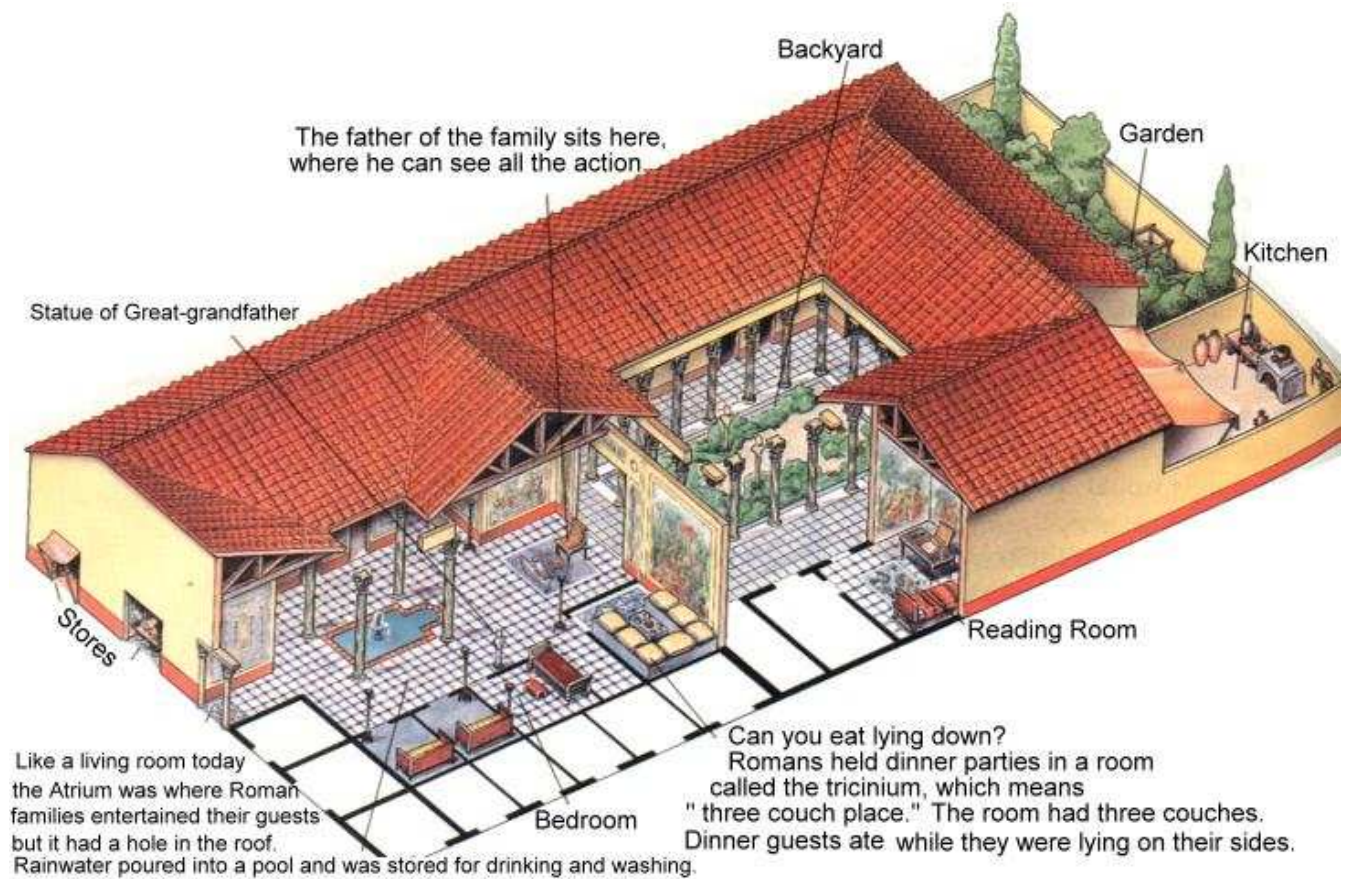 Backyard
The father of the family sits here,
where he can see all the action
Garden
Kitchen
Statue of Great-grandfather
Stores
Reading Room
Like a living room today
the Atrium was where Roman
families entertained their guests
but it had a hole in the roof.
Rainwater poured into a pool and was stored for drinking and washing.
Bedroom
Can you eat lying down?
Romans held dinner parties in a room
called the tricinium, which means
" three couch place." The room had three couches.
Dinner guests ate while they were lying on their sides.